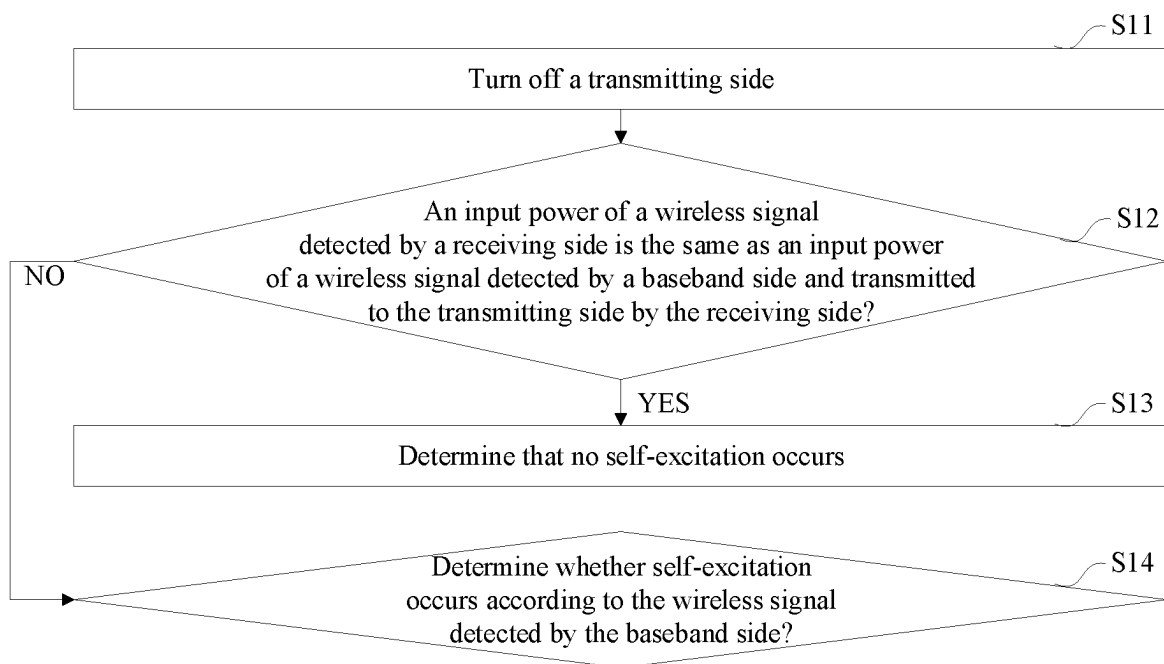 S11
Turn off a transmitting side
An input power of a wireless signal
S12
detected by a receiving side is the same as an input power
of a wireless signal detected by a baseband side and transmitted
NO
to the transmitting side by the receiving side?
YES
S13
Determine that no self-excitation occurs
S14
Determine whether self-excitation
occurs according to the wireless signal
detected by the baseband side?